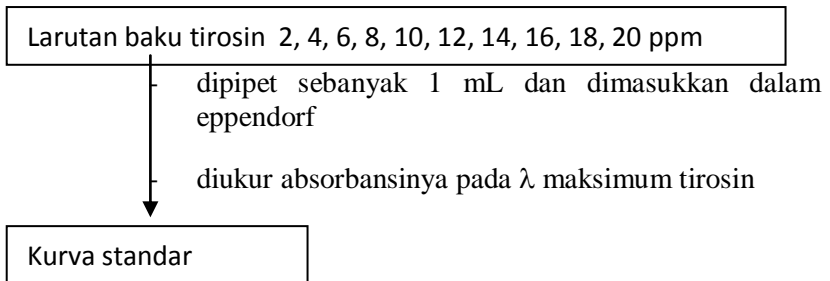 Larutan baku tirosin 2, 4, 6, 8, 10, 12, 14, 16, 18, 20 ppm
- dipipet sebanyak 1 mL dan dimasukkan dalam
eppendorf
- diukur absorbansinya pada λ maksimum tirosin
Kurva standar